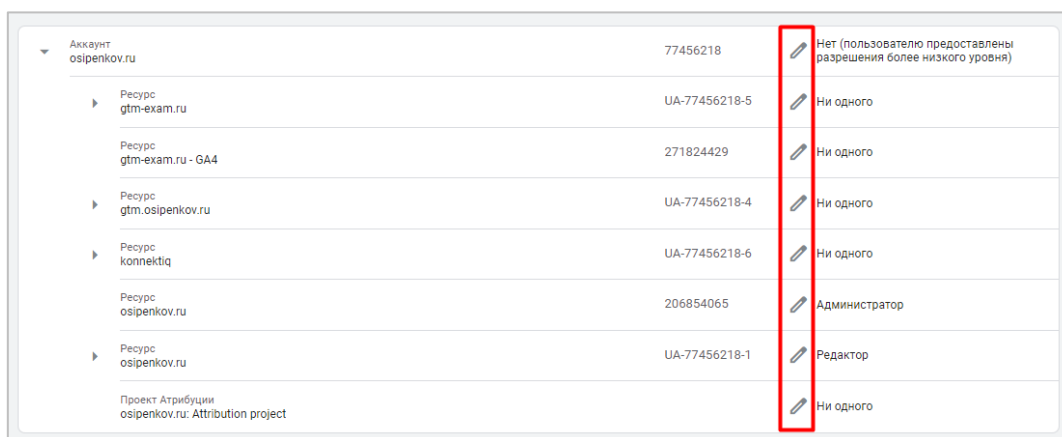 Аккаунт
osipenkov.ru
77456218
Нет (пользователю предоставлены
разрешения более низкого уровня)
Ресурс
gtm-exam.ru
UA-77456218-5
Ни одного
Ресурс
gtm-exam.ru - GA4
271824429
Ни одного
Ресурс
gtm.osipenkov.ru
UA-77456218-4
Ни одного
Ресурс
konnektiq
UA-77456218-6
Ни одного
Ресурс
osipenkov.ru
206854065
Администратор
Ресурс
osipenkov.ru
UA-77456218-1
Редактор
Проект Атрибуции
osipenkov.ru: Attribution project
Ни одного